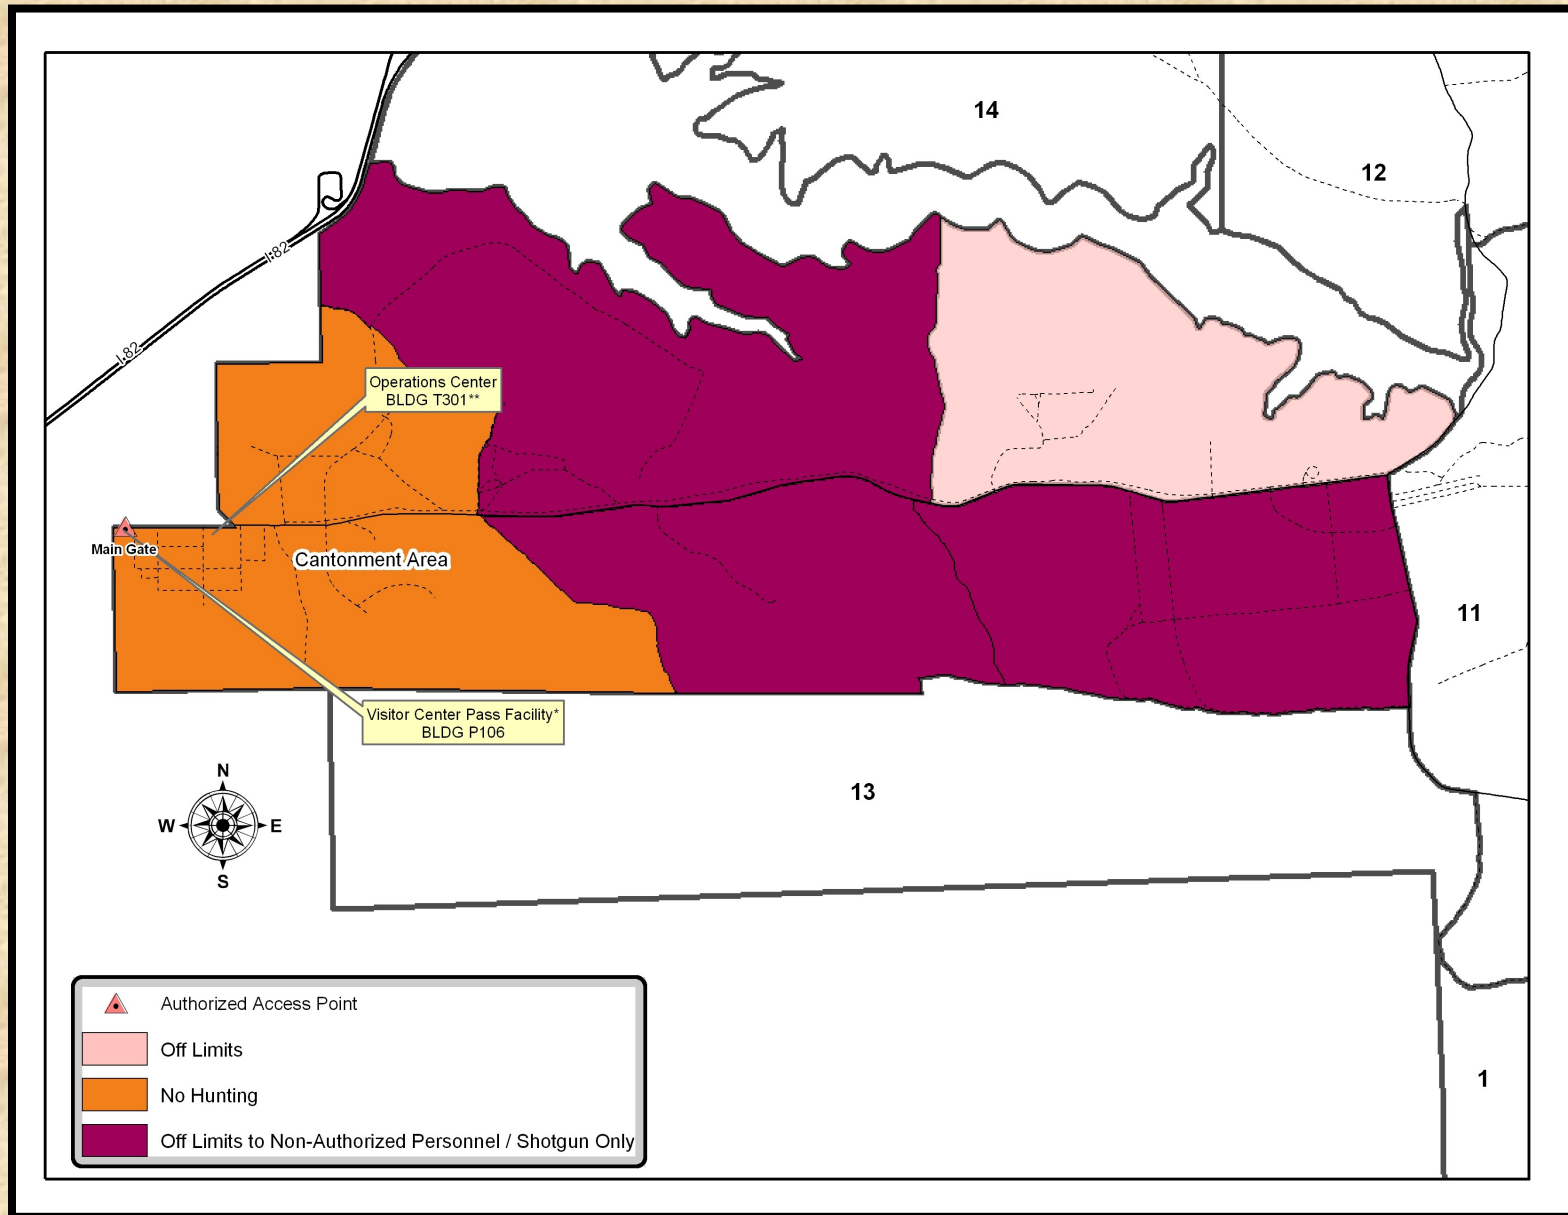 14
12
I-82
I-82
Operations Center
BLDG T301**
Main Gate
Cantonment Area
11
Visitor Center Pass Facility*
BLDG P106
N
W
E
S
13
1
Authorized Access Point
Off Limits
No Hunting
Off Limits to Non-Authorized Personnel / Shotgun Only